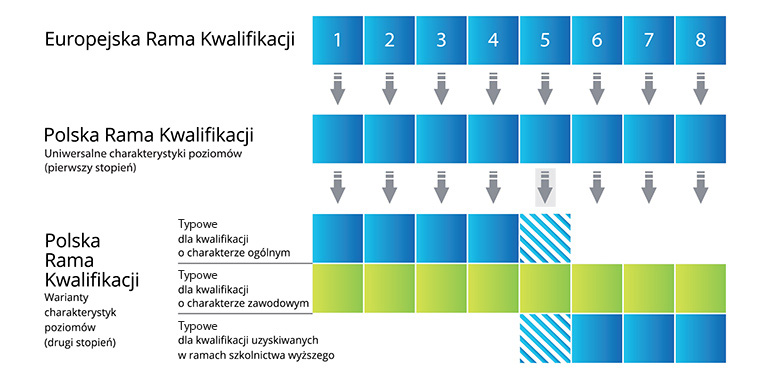 Europejska Rama Kwalifikacji
1 2 3 4 5 6 7 8
Polska Rama Kwalifikacji
Uniwersalne charakterystyki poziomów
(pierwszy stopień)
Polska
Rama
Kwalifikacji
Warianty
charakterystyk
poziomów
(drugi stopień)
Typowe
dla kwalifikacji
o charakterze ogólnym
Typowe
dla kwalifikacji
o charakterze zawodowym
Typowe
dla kwalifikacji uzyskiwanych
w ramach szkolnictwa wyższego